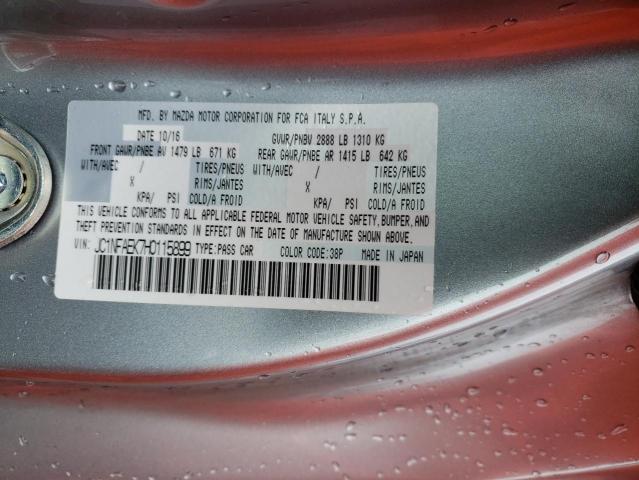 MFD. BY MAZDA MOTOR CORPORATION FOR FCA ITALY S.P.A.
DATE 10/16 GVWR/PNBV 2888 LB 1310 KG
FRONT GAWR/PNBE AV 1479 LB 671 KG REAR GAWR/PNBE AR 1415 LB 642 KG
WITH/AVEC TIRES/PNEUS WITH/AVEC TIRES/PNEUS
X RIMS/JANTES X RIMS/JANTES
KPA/ PSI COLD/A FROID KPA/ PSI COLD/A FROID
THIS VEHICLE CONFORMS TO ALL APPLICABLE FEDERAL MOTOR VEHICLE SAFETY, BUMPER, AND
THEFT PREVENTION STANDARDS IN EFFECT ON THE DATE OF MANUFACTURE SHOWN ABOVE.
VIN: JC1NFAEK7H0115899 TYPE: PASS CAR COLOR CODE: 38P MADE IN JAPAN